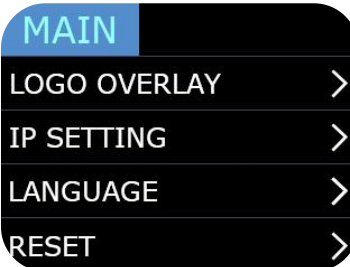 MAIN
LOGO OVERLAY
IP SETTING
LANGUAGE
RESET